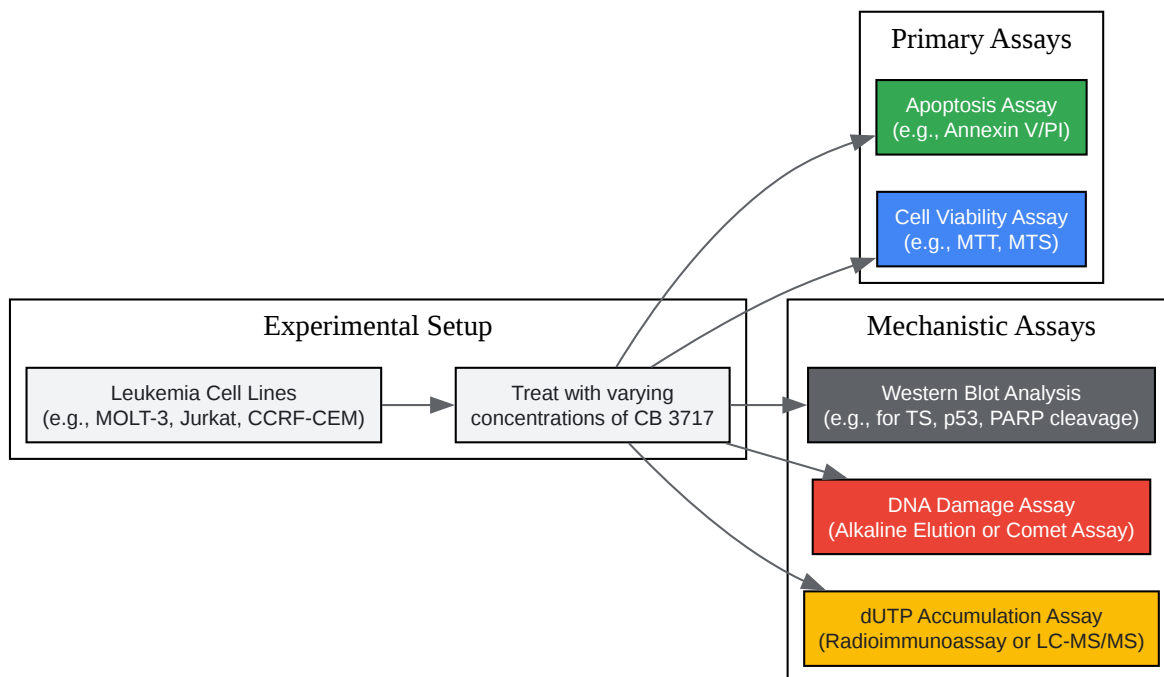 Primary Assays
Apoptosis Assay
(e.g., Annexin V/PI)
Cell Viability Assay
(e.g., MTT, MTS)
Experimental Setup
Leukemia Cell Lines
(e.g., MOLT-3, Jurkat, CCRF-CEM)
Treat with varying
concentrations of CB 3717
Mechanistic Assays
Western Blot Analysis
(e.g., for TS, p53, PARP cleavage)
DNA Damage Assay
(Alkaline Elution or Comet Assay)
dUTP Accumulation Assay
(Radioimmunoassay or LC-MS/MS)